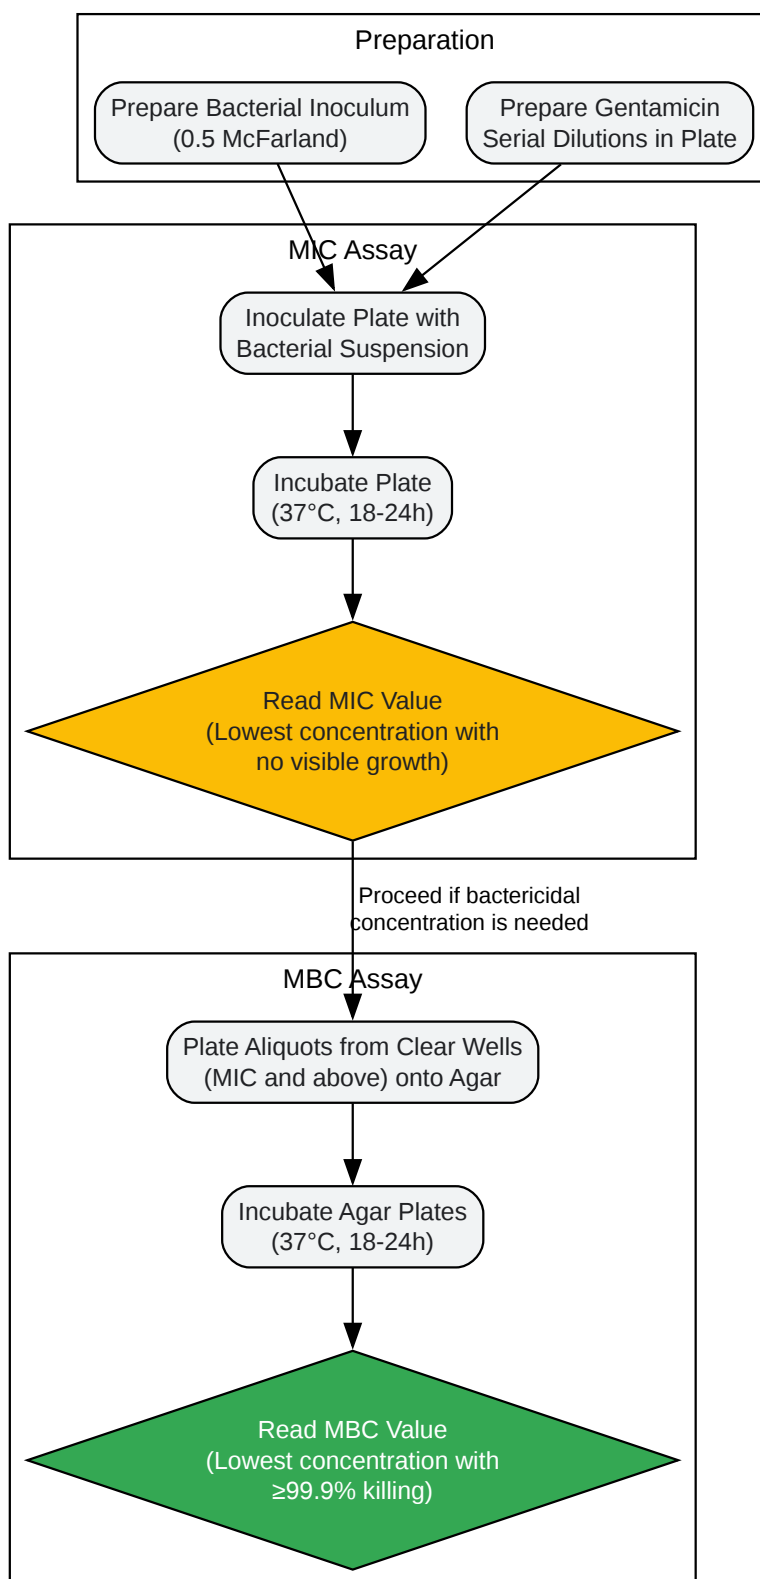 Preparation
Prepare Bacterial Inoculum
(0.5 McFarland)
Prepare Gentamicin
Serial Dilutions in Plate
MIC Assay
Inoculate Plate with
Bacterial Suspension
Incubate Plate
(37°C, 18-24h)
Read MIC Value
(Lowest concentration with
no visible growth)
Proceed if bactericidal
concentration is needed
MBC Assay
Plate Aliquots from Clear Wells
(MIC and above) onto Agar
Incubate Agar Plates
(37°C, 18-24h)
Read MBC Value
(Lowest concentration with
≥99.9% killing)